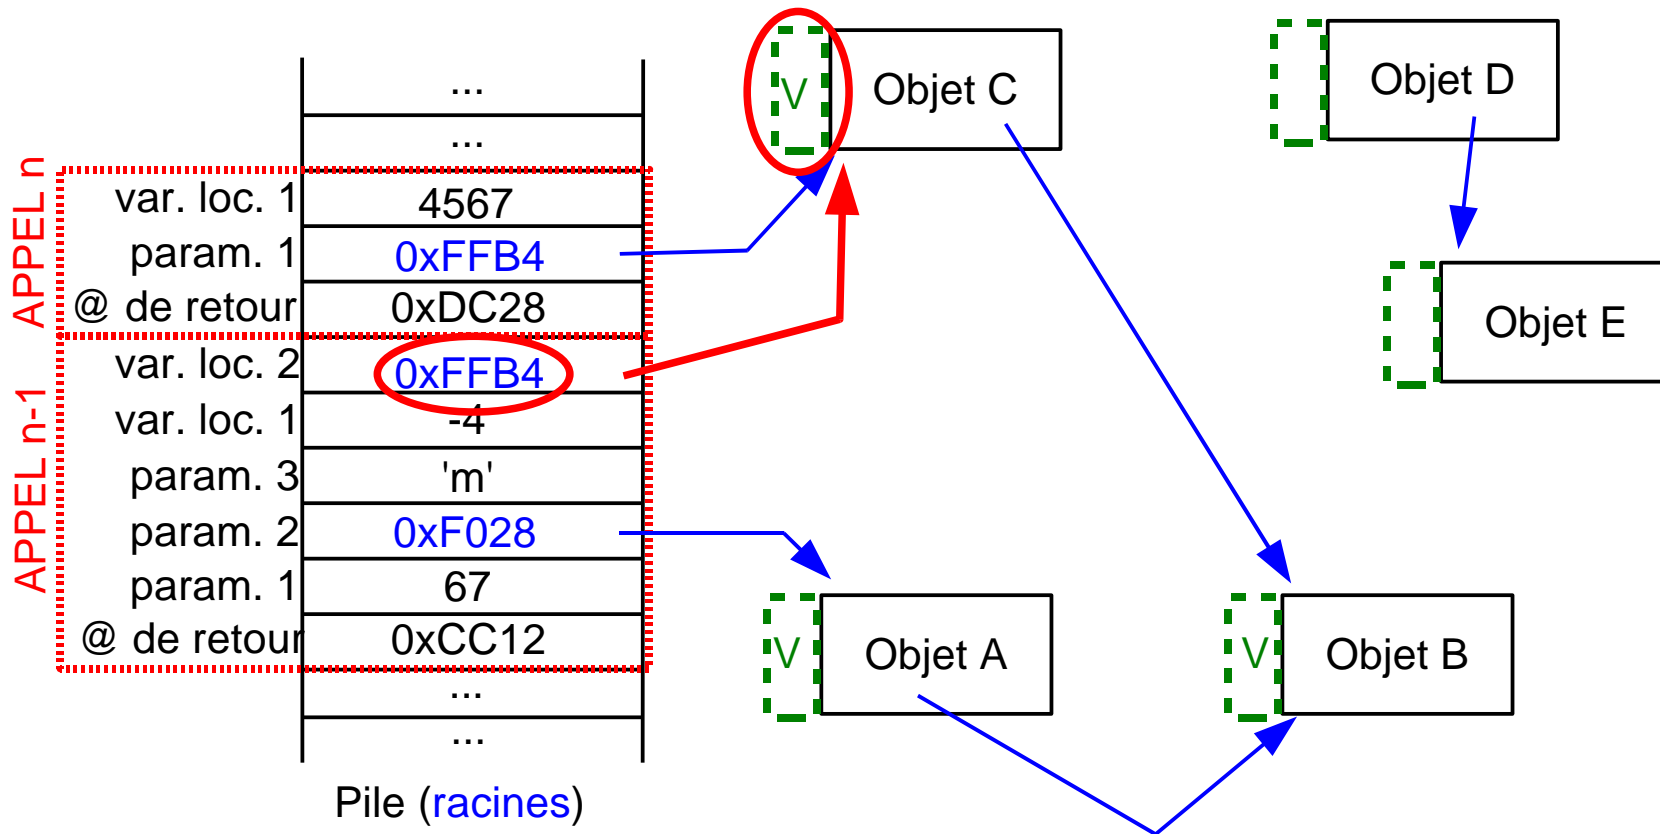 ...
...
APPEL n
var. loc. 1 4567
param. 1 0xFFB4
@ de retour 0xDC28
APPEL n-1
var. loc. 2 0xFFB4
var. loc. 1 -4
param. 3 'm'
param. 2 0xF028
param. 1 67
@ de retour 0xCC12
...
...
Pile (racines)
V Objet C
Objet D
Objet E
V Objet A
V Objet B